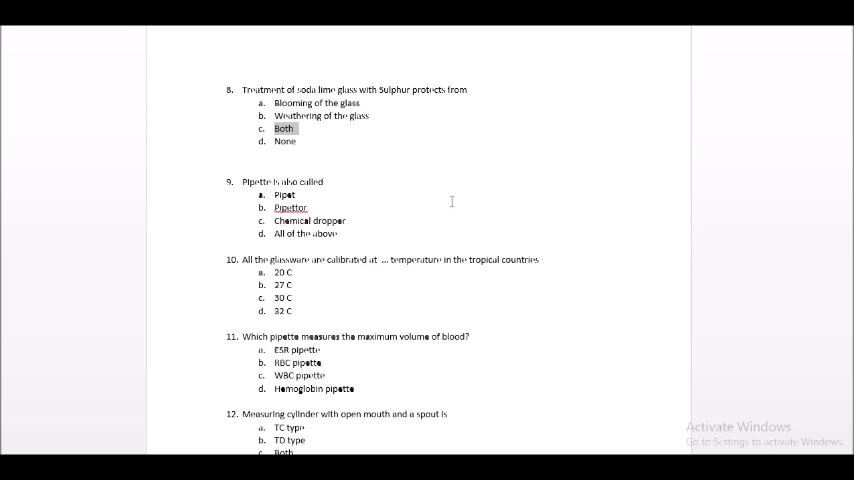 8. Treatment of soda lime glass with Sulphur protects from
a. Blooming of the glass
b. Weathering of the glass
c. Both
d. None
9. Pipette is also called
a. Pipet
b. Pipettor
c. Chemical dropper
d. All of the above
10. All the glassware are calibrated at ... temperature in the tropical countries
a. 20 C
b. 27 C
c. 30 C
d. 32 C
11. Which pipette measures the maximum volume of blood?
a. ESR pipette
b. RBC pipette
c. WBC pipette
d. Hemoglobin pipette
12. Measuring cylinder with open mouth and a spout is
a. TC type
b. TD type
c. Both
Activate Windows
Go to Settings to activate Windows.